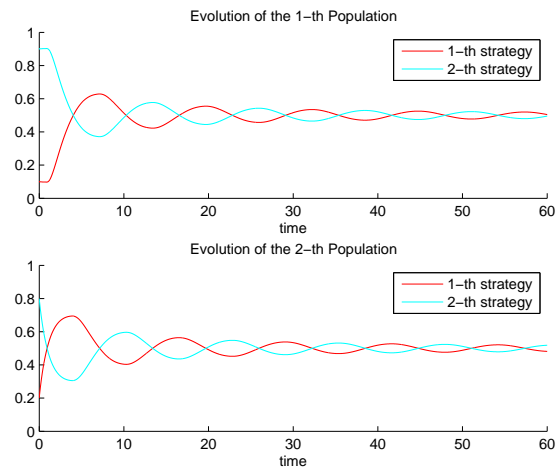 Evolution of the 1−th Population
1
0.8
0.6
0.4
0.2
0
0 10 20 30 40 50 60
time
1−th strategy
2−th strategy
Evolution of the 2−th Population
1
0.8
0.6
0.4
0.2
0
0 10 20 30 40 50 60
time
1−th strategy
2−th strategy